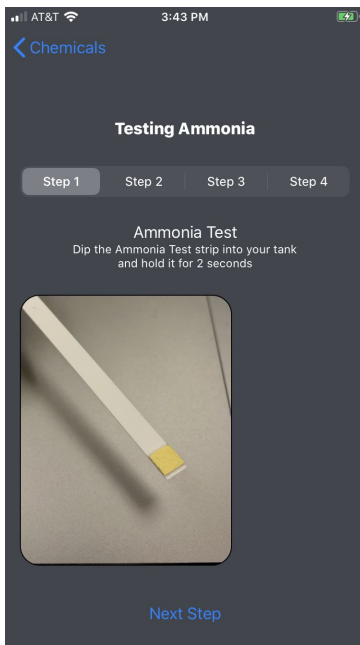 AT&T
3:43 PM
Chemicals
Testing Ammonia
Step 1 Step 2 Step 3 Step 4
Ammonia Test
Dip the Ammonia Test strip into your tank
and hold it for 2 seconds
Next Step